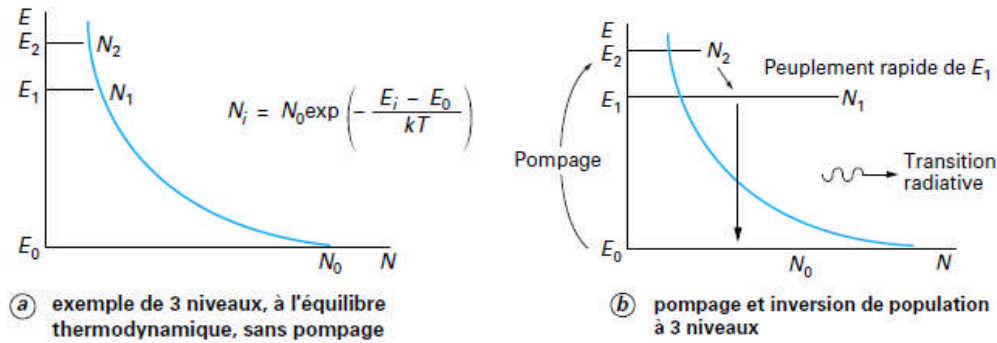 E
E2
N2
E1
N1
Ni = N0exp(– Ei – E0 / kT)
E0
N0
N
a exemple de 3 niveaux, à l'équilibre
thermodynamique, sans pompage
E
E2
N2
Peuplement rapide de E1
E1
N1
Pompage
Transition
radiative
E0
N0
N
b pompage et inversion de population
à 3 niveaux